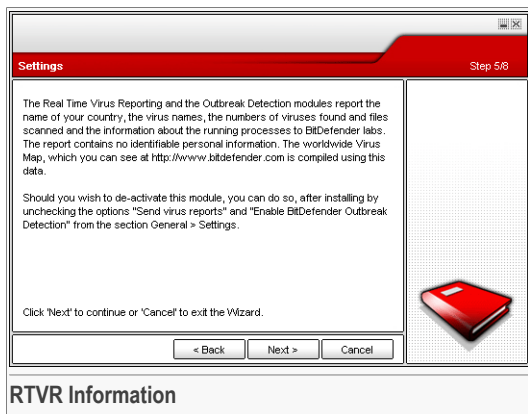 Settings
Step 5/8
The Real Time Virus Reporting and the Outbreak Detection modules report the
name of your country, the virus names, the numbers of viruses found and files
scanned and the information about the running processes to BitDefender labs.
The report contains no identifiable personal information. The worldwide Virus
Map, which you can see at http://www.bitdefender.com is compiled using this
data.
Should you wish to de-activate this module, you can do so, after installing by
unchecking the options "Send virus reports" and "Enable BitDefender Outbreak
Detection" from the section General > Settings.
Click 'Next' to continue or 'Cancel' to exit the Wizard.
< Back
Next >
Cancel
RTVR Information